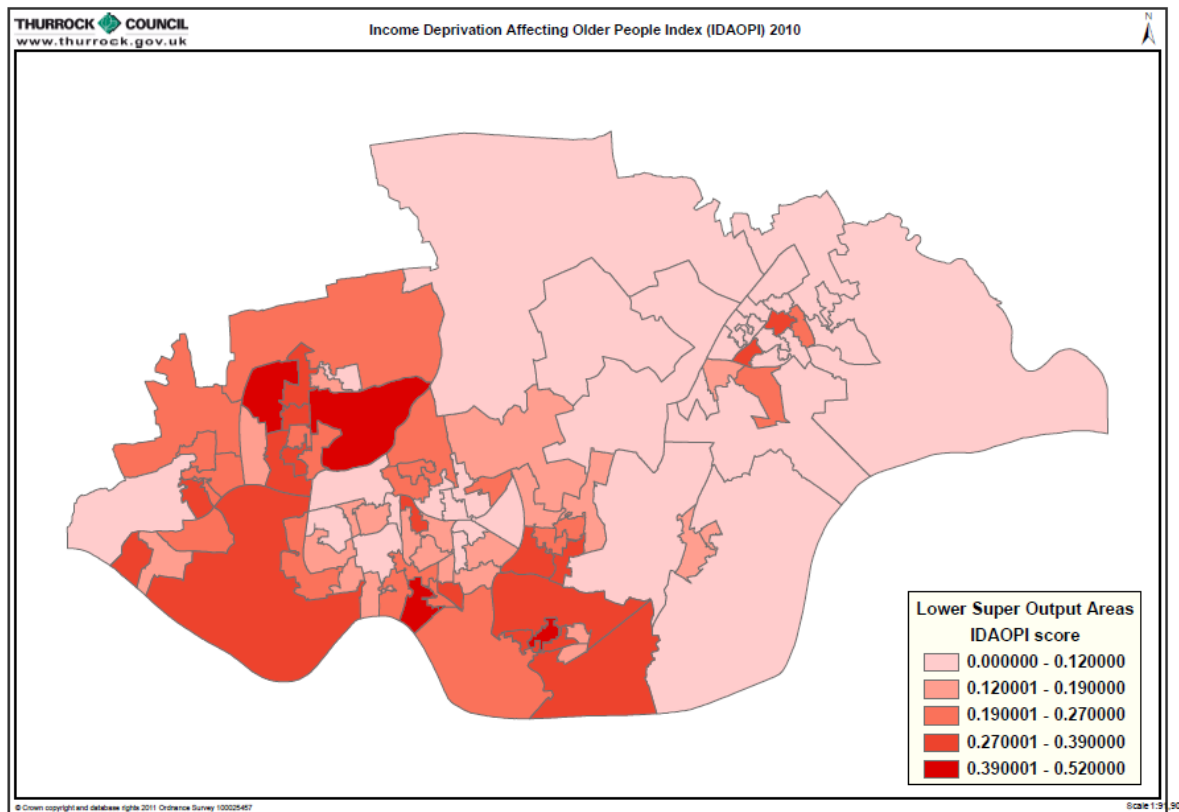 THURROCK COUNCIL
www.thurrock.gov.uk
Income Deprivation Affecting Older People Index (IDAOPI) 2010
N
Lower Super Output Areas
IDAOPI score
0.000000 - 0.120000
0.120001 - 0.190000
0.190001 - 0.270000
0.270001 - 0.390000
0.390001 - 0.520000
© Crown copyright and database rights 2011 Ordnance Survey 100025457